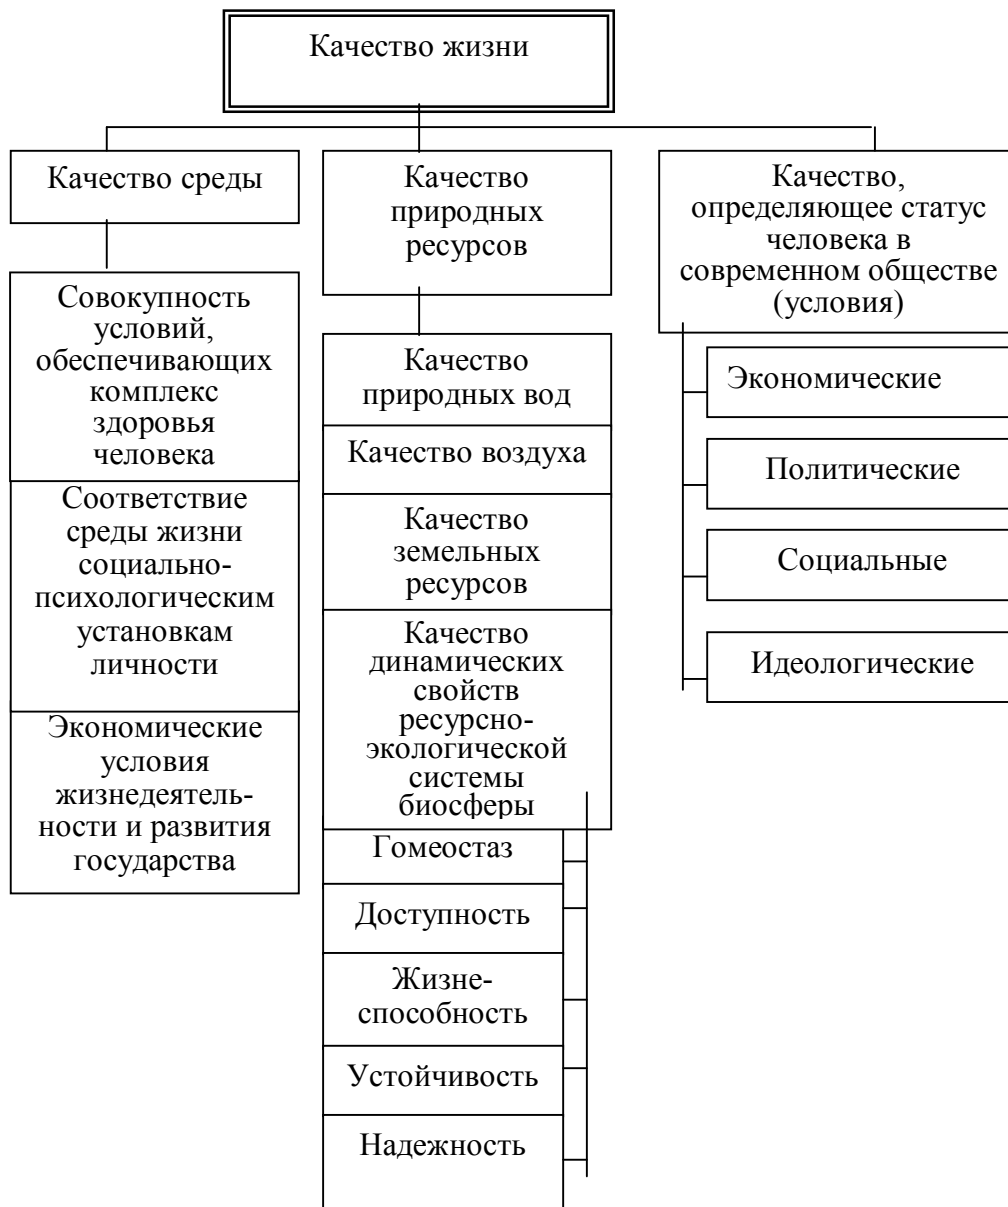 Качество жизни
Качество среды
Совокупность
условий,
обеспечивающих
комплекс
здоровья
человека
Соответствие
среды жизни
социально-
психологическим
установкам
личности
Экономические
условия
жизнедеятель-
ности и развития
государства
Качество
природных
ресурсов
Качество
природных вод
Качество воздуха
Качество
земельных
ресурсов
Качество
динамических
свойств
ресурсно-
экологической
системы
биосферы
Гомеостаз
Доступность
Жизне-
способность
Устойчивость
Надежность
Качество,
определяющее статус
человека в
современном обществе
(условия)
Экономические
Политические
Социальные
Идеологические